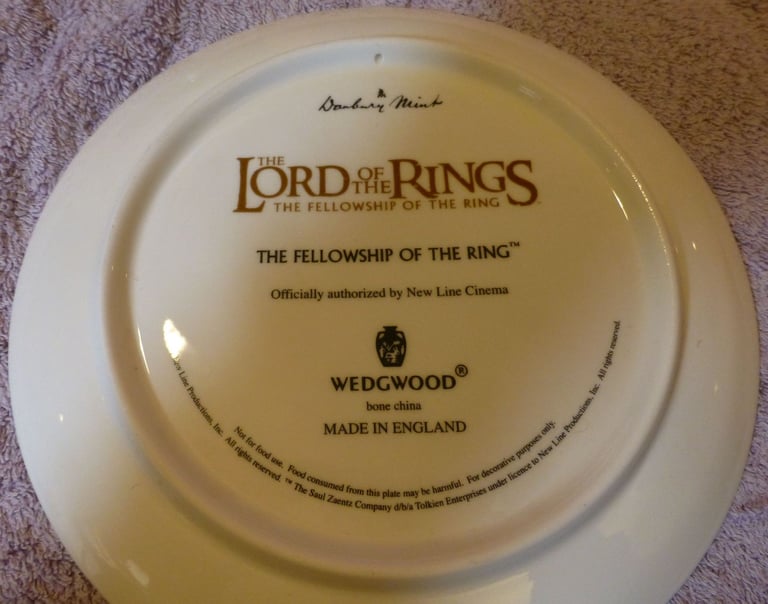 Danbury Mint
THE LORD OF THE RINGS
THE FELLOWSHIP OF THE RING
THE FELLOWSHIP OF THE RING™
Officially authorized by New Line Cinema
WEDGWOOD®
bone china
MADE IN ENGLAND
Not for food use. Food consumed from this plate may be harmful. For decorative purposes only.
Line Productions, Inc. All rights reserved. ™ The Saul Zaentz Company d/b/a Tolkien Enterprises under licence to New Line Productions, Inc. All rights reserved.